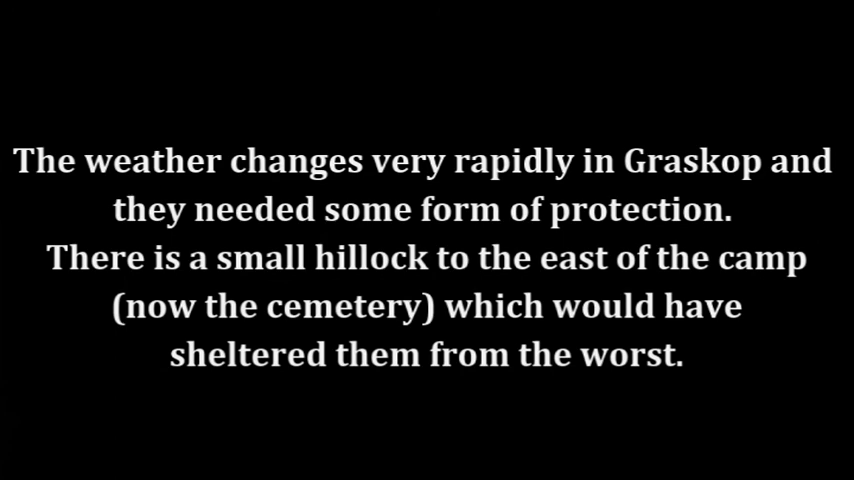 The weather changes very rapidly in Graskop and
they needed some form of protection.
There is a small hillock to the east of the camp
(now the cemetery) which would have
sheltered them from the worst.